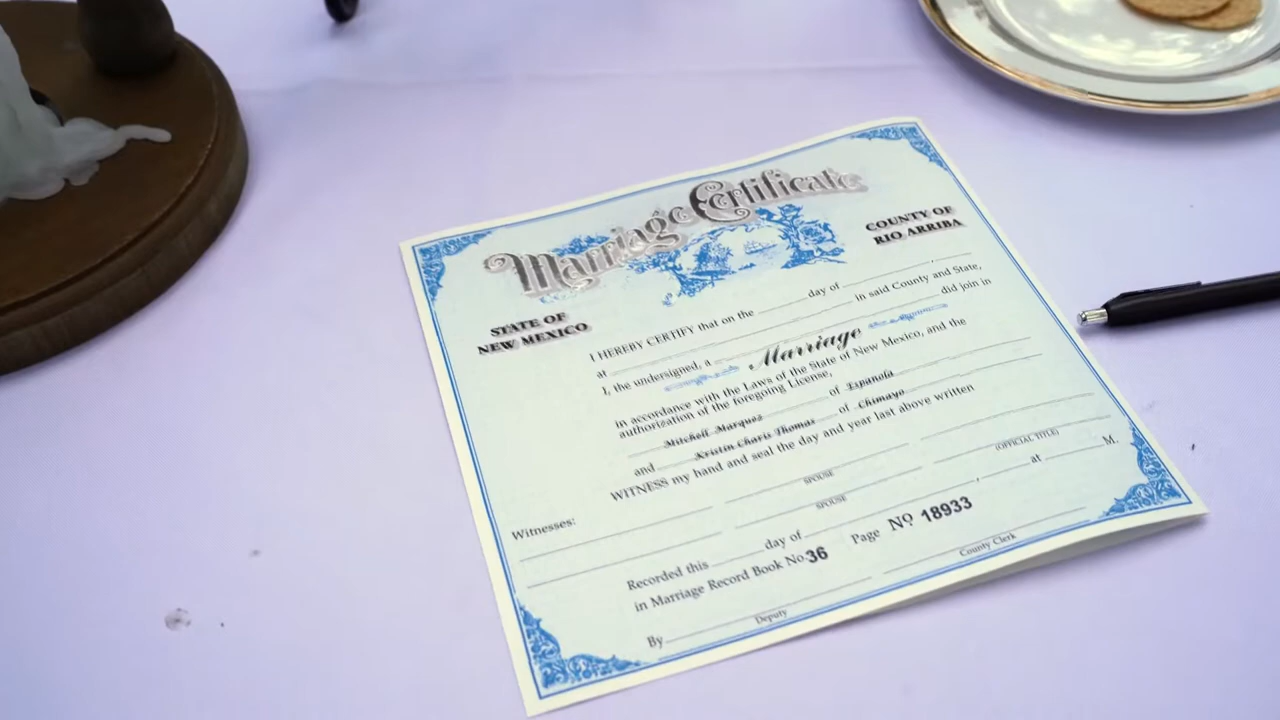 Marriage Certificate
STATE OF
NEW MEXICO
COUNTY OF
RIO ARRIBA
I HEREBY CERTIFY that on the day of ,
at in said County and State,
I, the undersigned, a did join in
Marriage
in accordance with the Laws of the State of New Mexico, and the
authorization of the foregoing License,
Mitchell Marquez of Espanola
and Kristin Charis Thomas of Chimayo
WITNESS my hand and seal the day and year last above written
(OFFICIAL TITLE)
Witnesses:
SPOUSE
SPOUSE
Recorded this day of , at M.
in Marriage Record Book No. 36 Page Nº 18933
County Clerk
By
Deputy